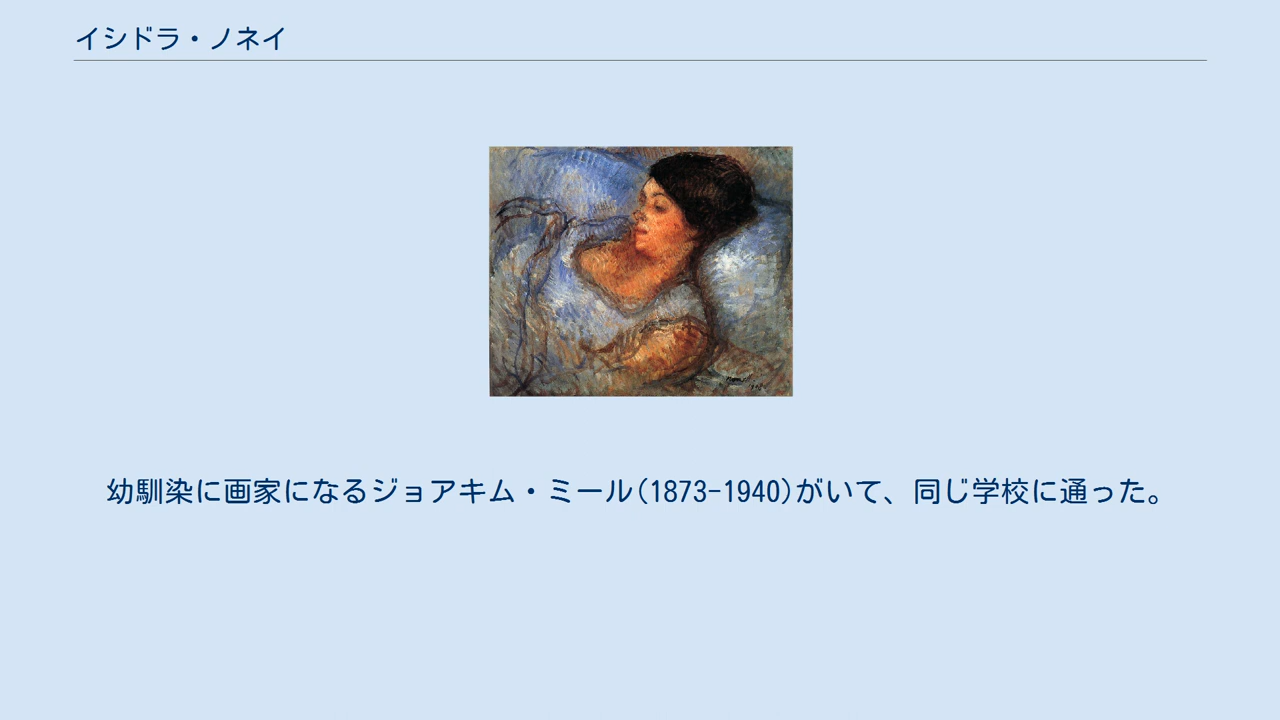 イシドラ・ノネイ
幼馴染に画家になるジョアキム・ミール(1873-1940)がいて、同じ学校に通った。